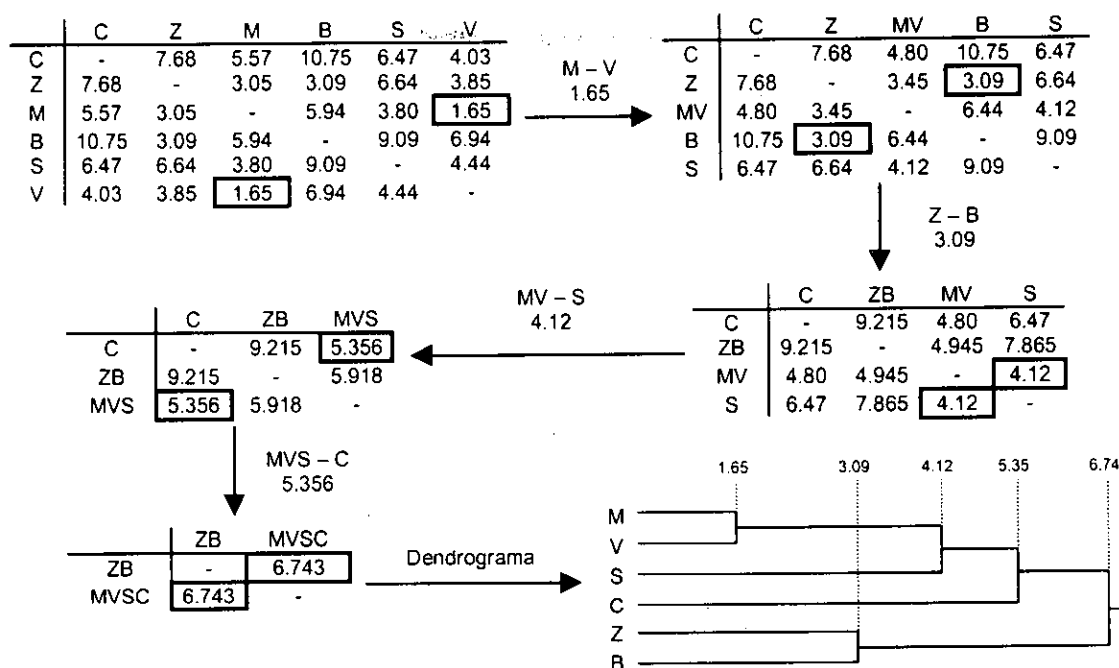 C Z M B S V
C - 7.68 5.57 10.75 6.47 4.03
Z 7.68 - 3.05 3.09 6.64 3.85
M 5.57 3.05 - 5.94 3.80 1.65
B 10.75 3.09 5.94 - 9.09 6.94
S 6.47 6.64 3.80 9.09 - 4.44
V 4.03 3.85 1.65 6.94 4.44 -
M – V
1.65
C Z MV B S
C - 7.68 4.80 10.75 6.47
Z 7.68 - 3.45 3.09 6.64
MV 4.80 3.45 - 6.44 4.12
B 10.75 3.09 6.44 - 9.09
S 6.47 6.64 4.12 9.09 -
Z – B
3.09
C ZB MV S
C - 9.215 4.80 6.47
ZB 9.215 - 4.945 7.865
MV 4.80 4.945 - 4.12
S 6.47 7.865 4.12 -
MV – S
4.12
C ZB MVS
C - 9.215 5.356
ZB 9.215 - 5.918
MVS 5.356 5.918 -
MVS – C
5.356
ZB MVSC
ZB - 6.743
MVSC 6.743 -
Dendrograma
1.65 3.09 4.12 5.35 6.74
M
V
S
C
Z
B